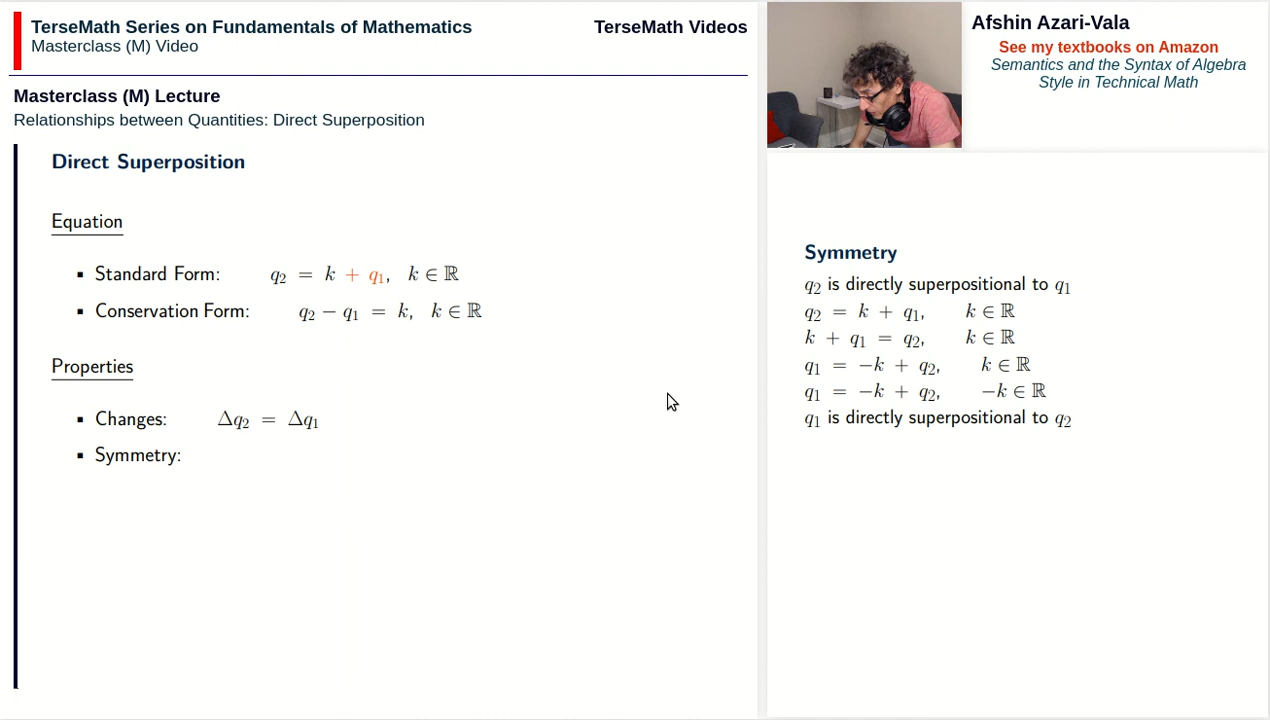 TerseMath Series on Fundamentals of Mathematics
TerseMath Videos
Masterclass (M) Video
Masterclass (M) Lecture
Relationships between Quantities: Direct Superposition
Direct Superposition
Equation
▪ Standard Form: q₂ = k + q₁, k ∈ ℝ
▪ Conservation Form: q₂ − q₁ = k, k ∈ ℝ
Properties
▪ Changes: Δq₂ = Δq₁
▪ Symmetry:
Afshin Azari-Vala
See my textbooks on Amazon
Semantics and the Syntax of Algebra
Style in Technical Math
Symmetry
q₂ is directly superpositional to q₁
q₂ = k + q₁, k ∈ ℝ
k + q₁ = q₂, k ∈ ℝ
q₁ = −k + q₂, k ∈ ℝ
q₁ = −k + q₂, −k ∈ ℝ
q₁ is directly superpositional to q₂